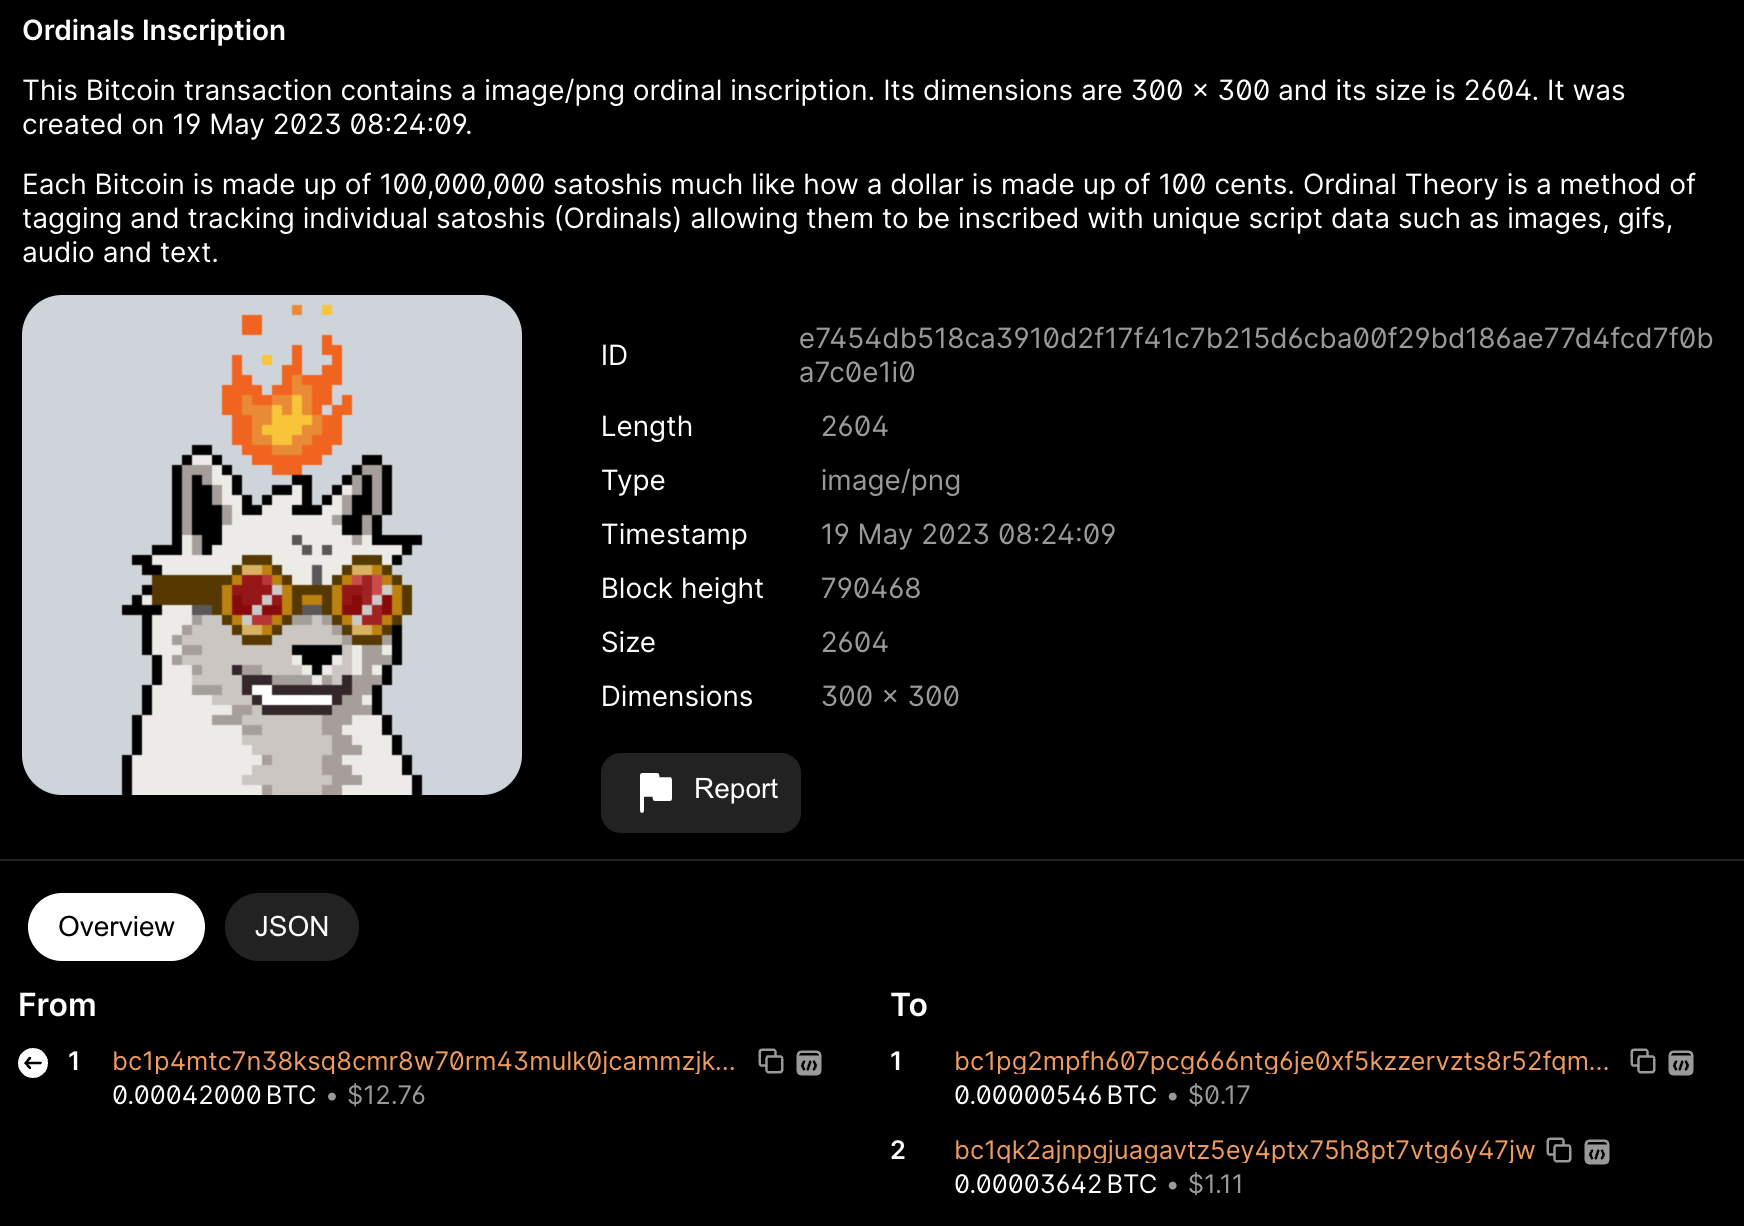 Ordinals Inscription
This Bitcoin transaction contains a image/png ordinal inscription. Its dimensions are 300 × 300 and its size is 2604. It was
created on 19 May 2023 08:24:09.
Each Bitcoin is made up of 100,000,000 satoshis much like how a dollar is made up of 100 cents. Ordinal Theory is a method of
tagging and tracking individual satoshis (Ordinals) allowing them to be inscribed with unique script data such as images, gifs,
audio and text.
ID e7454db518ca3910d2f17f41c7b215d6cba00f29bd186ae77d4fcd7f0b
a7c0e1i0
Length 2604
Type image/png
Timestamp 19 May 2023 08:24:09
Block height 790468
Size 2604
Dimensions 300 × 300
Report
Overview JSON
From
1 bc1p4mtc7n38ksq8cmr8w70rm43mulk0jcammzjk...
0.00042000 BTC • $12.76
To
1 bc1pg2mpfh607pcg666ntg6je0xf5kzzervzts8r52fqm...
0.00000546 BTC • $0.17
2 bc1qk2ajnpgjuagavtz5ey4ptx75h8pt7vtg6y47jw
0.00003642 BTC • $1.11